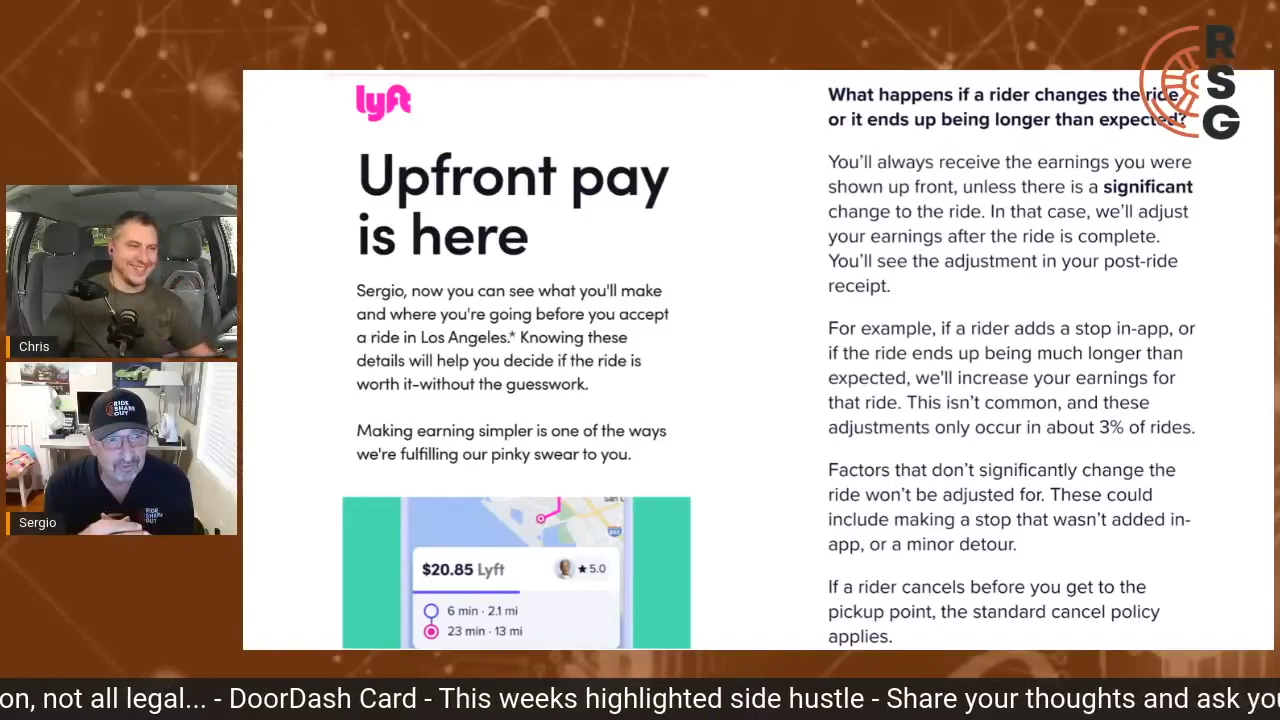 RSG
lyft
Upfront pay
is here
Sergio, now you can see what you'll make
and where you're going before you accept
a ride in Los Angeles.* Knowing these
details will help you decide if the ride is
worth it-without the guesswork.
Making earning simpler is one of the ways
we're fulfilling our pinky swear to you.
$20.85 Lyft
★ 5.0
6 min · 2.1 mi
23 min · 13 mi
What happens if a rider changes the ride
or it ends up being longer than expected?
You'll always receive the earnings you were
shown up front, unless there is a significant
change to the ride. In that case, we'll adjust
your earnings after the ride is complete.
You'll see the adjustment in your post-ride
receipt.
For example, if a rider adds a stop in-app, or
if the ride ends up being much longer than
expected, we'll increase your earnings for
that ride. This isn't common, and these
adjustments only occur in about 3% of rides.
Factors that don't significantly change the
ride won't be adjusted for. These could
include making a stop that wasn't added in-
app, or a minor detour.
If a rider cancels before you get to the
pickup point, the standard cancel policy
applies.
Chris
RIDE
SHARE
GUY
Sergio
on, not all legal... - DoorDash Card - This weeks highlighted side hustle - Share your thoughts and ask yo